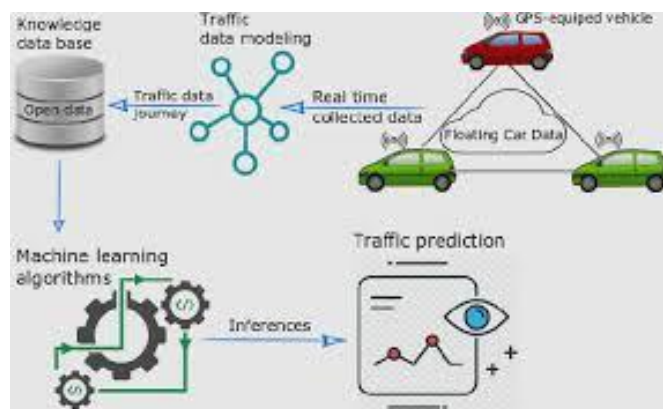 Knowledge
data base
Traffic
data modeling
GPS-equiped vehicle
Open data
Traffic data
journey
Real time
collected data
Floating Car Data
Machine learning
algorithms
Traffic prediction
Inferences